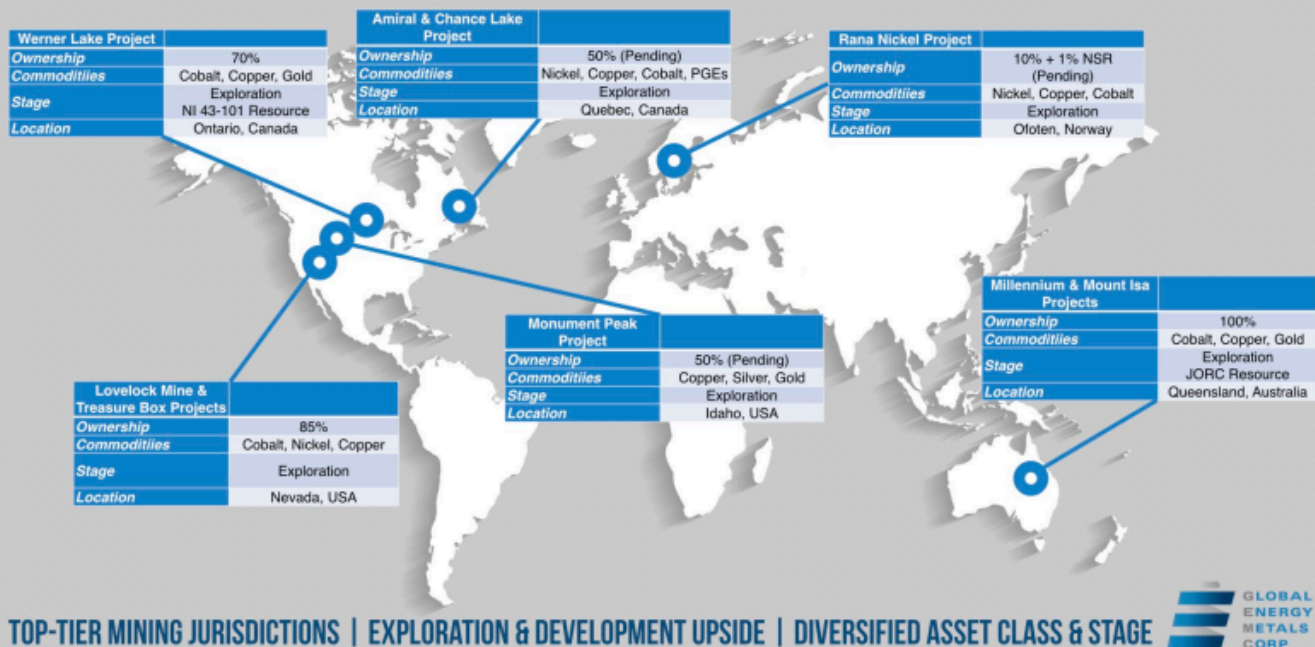 Werner Lake Project
Ownership 70%
Commoditiies Cobalt, Copper, Gold
Stage Exploration
NI 43-101 Resource
Location Ontario, Canada
Amiral & Chance Lake
Project
Ownership 50% (Pending)
Commoditiies Nickel, Copper, Cobalt, PGEs
Stage Exploration
Location Quebec, Canada
Rana Nickel Project
Ownership 10% + 1% NSR
(Pending)
Commoditiies Nickel, Copper, Cobalt
Stage Exploration
Location Ofoten, Norway
Millennium & Mount Isa
Projects
Ownership 100%
Commoditiies Cobalt, Copper, Gold
Stage Exploration
JORC Resource
Location Queensland, Australia
Monument Peak
Project
Ownership 50% (Pending)
Commoditiies Copper, Silver, Gold
Stage Exploration
Location Idaho, USA
Lovelock Mine &
Treasure Box Projects
Ownership 85%
Commoditiies Cobalt, Nickel, Copper
Stage Exploration
Location Nevada, USA
TOP-TIER MINING JURISDICTIONS | EXPLORATION & DEVELOPMENT UPSIDE | DIVERSIFIED ASSET CLASS & STAGE
GLOBAL
ENERGY
METALS
CORP